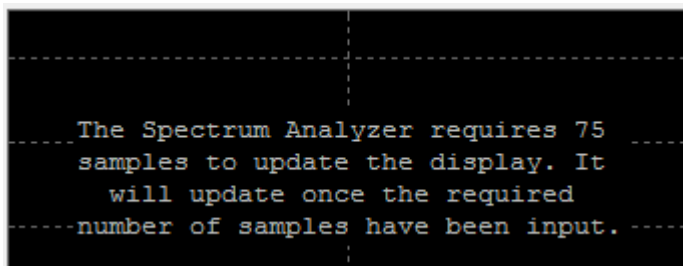 The Spectrum Analyzer requires 75
samples to update the display. It
will update once the required
number of samples have been input.